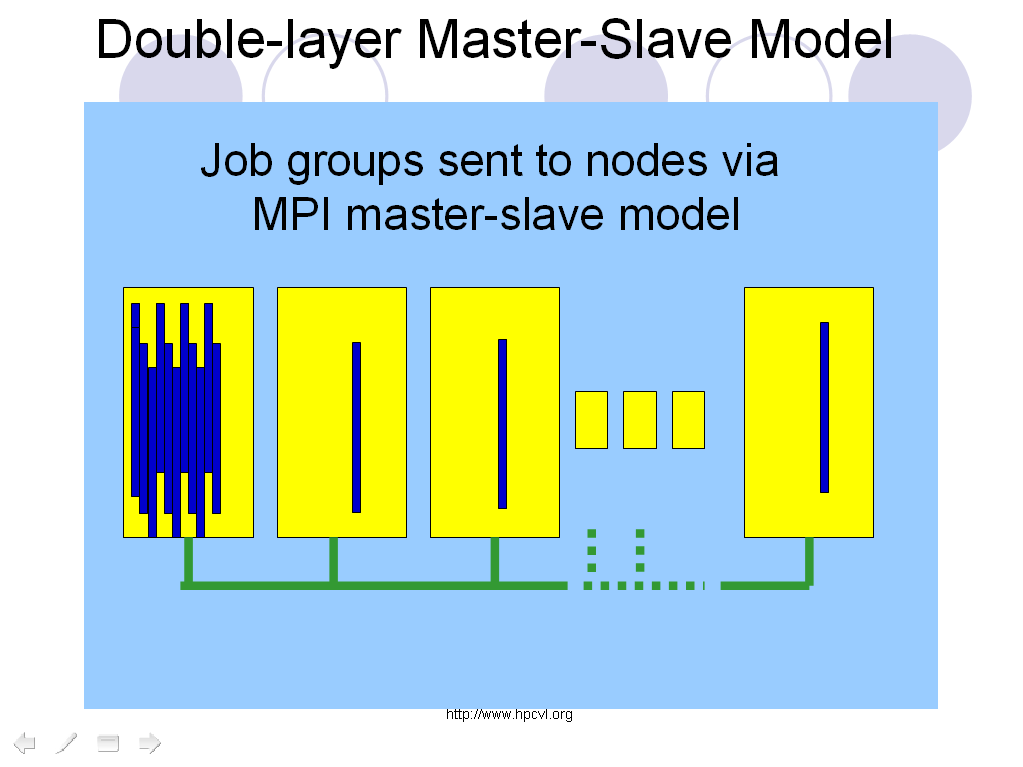 Double-layer Master-Slave Model
Job groups sent to nodes via
MPI master-slave model
http://www.hpcvl.org